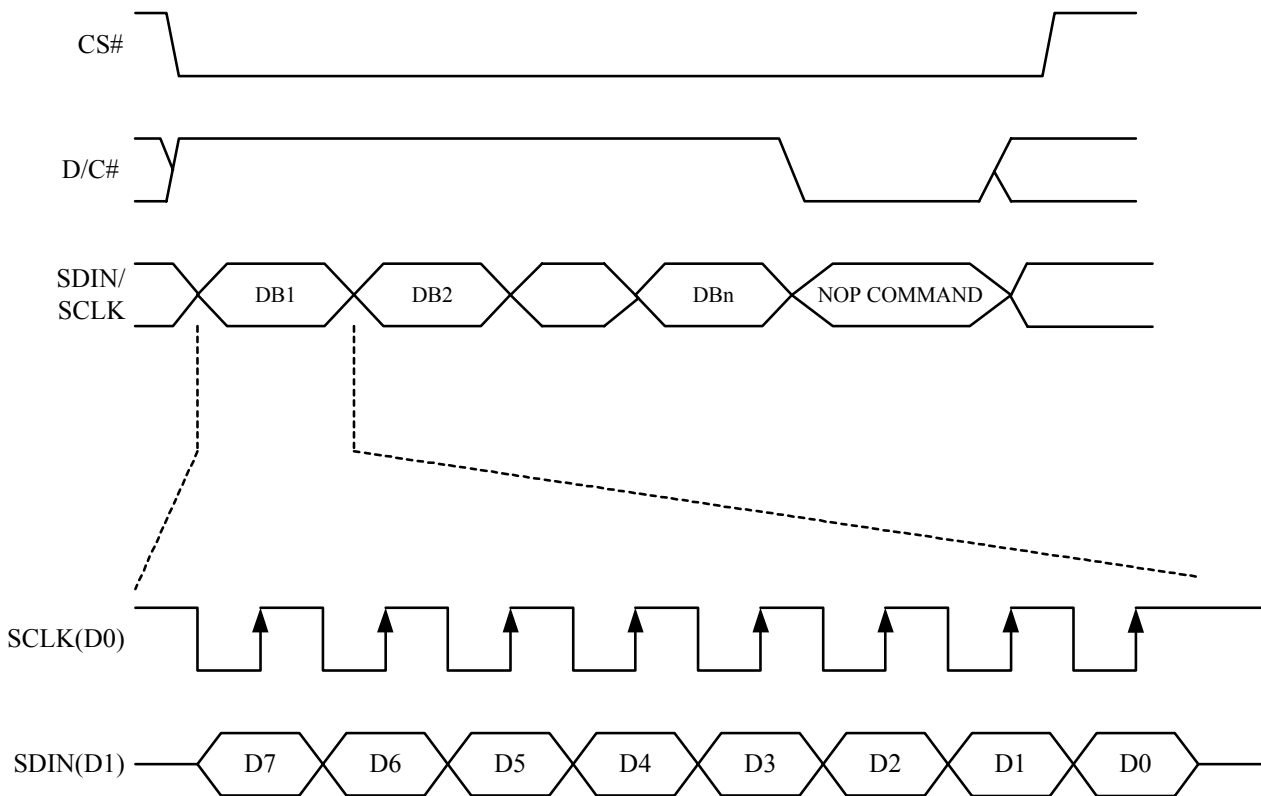 CS#
D/C#
SDIN/
SCLK
DB1 DB2 DBn NOP COMMAND
SCLK(D0)
SDIN(D1) D7 D6 D5 D4 D3 D2 D1 D0